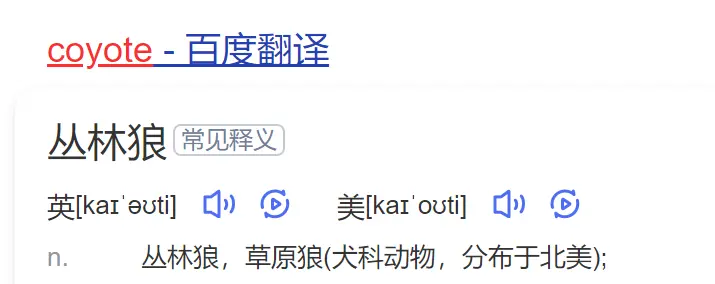 coyote - 百度翻译
丛林狼 常见释义
英[kaɪˈəʊti] 美[kaɪˈoʊti]
n. 丛林狼，草原狼(犬科动物，分布于北美);